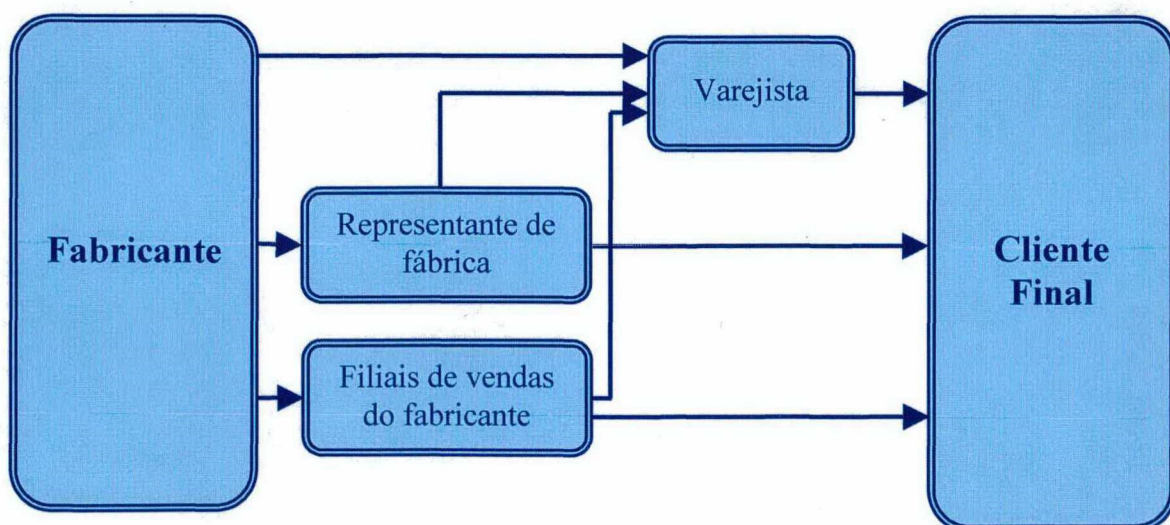 Fabricante
Representante de
fábrica
Filiais de vendas
do fabricante
Varejista
Cliente
Final